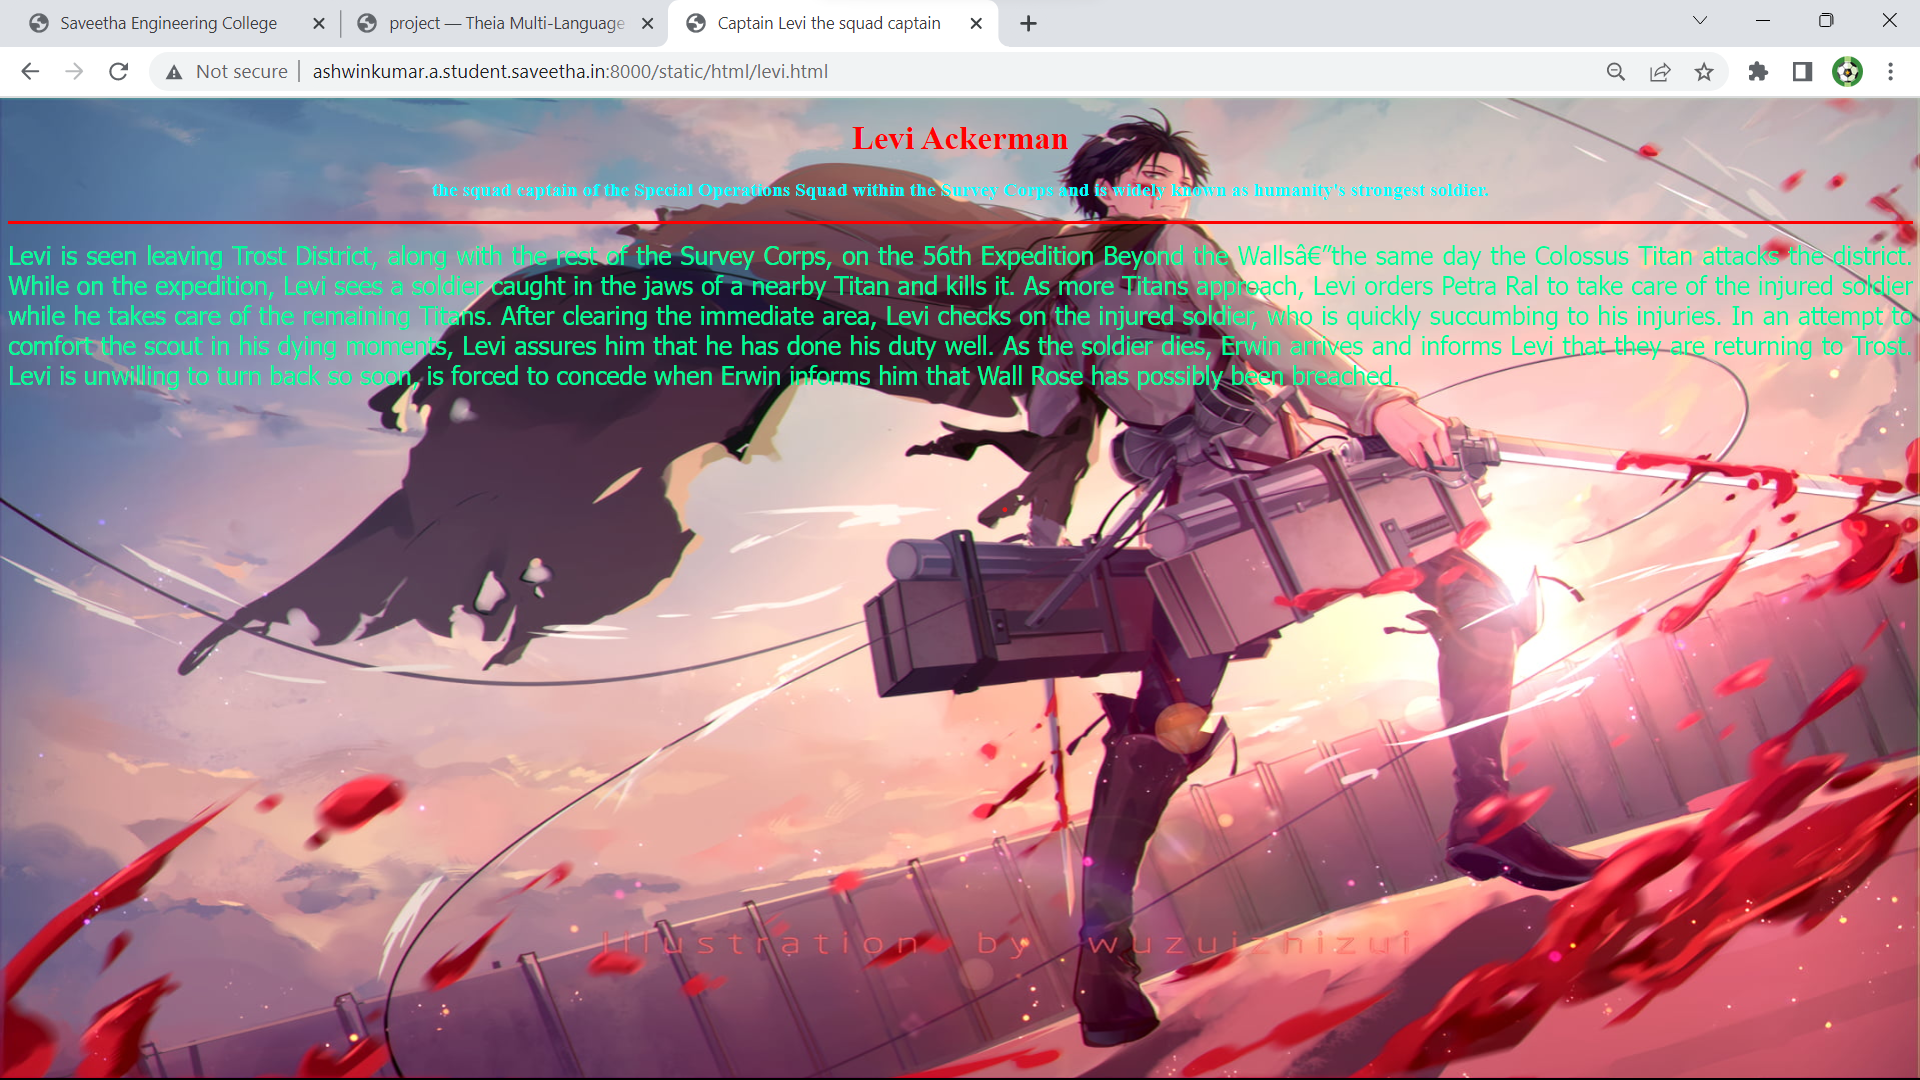 Saveetha Engineering College
project — Theia Multi-Language
Captain Levi the squad captain
Not secure
ashwinkumar.a.student.saveetha.in:8000/static/html/levi.html
Levi Ackerman
the squad captain of the Special Operations Squad within the Survey Corps and is widely known as humanity's strongest soldier.
Levi is seen leaving Trost District, along with the rest of the Survey Corps, on the 56th Expedition Beyond the Wallsâ€”the same day the Colossus Titan attacks the district.
While on the expedition, Levi sees a soldier caught in the jaws of a nearby Titan and kills it. As more Titans approach, Levi orders Petra Ral to take care of the injured soldier
while he takes care of the remaining Titans. After clearing the immediate area, Levi checks on the injured soldier, who is quickly succumbing to his injuries. In an attempt to
comfort the scout in his dying moments, Levi assures him that he has done his duty well. As the soldier dies, Erwin arrives and informs Levi that they are returning to Trost.
Levi is unwilling to turn back so soon, is forced to concede when Erwin informs him that Wall Rose has possibly been breached.
Illustration by wuzuizhizui